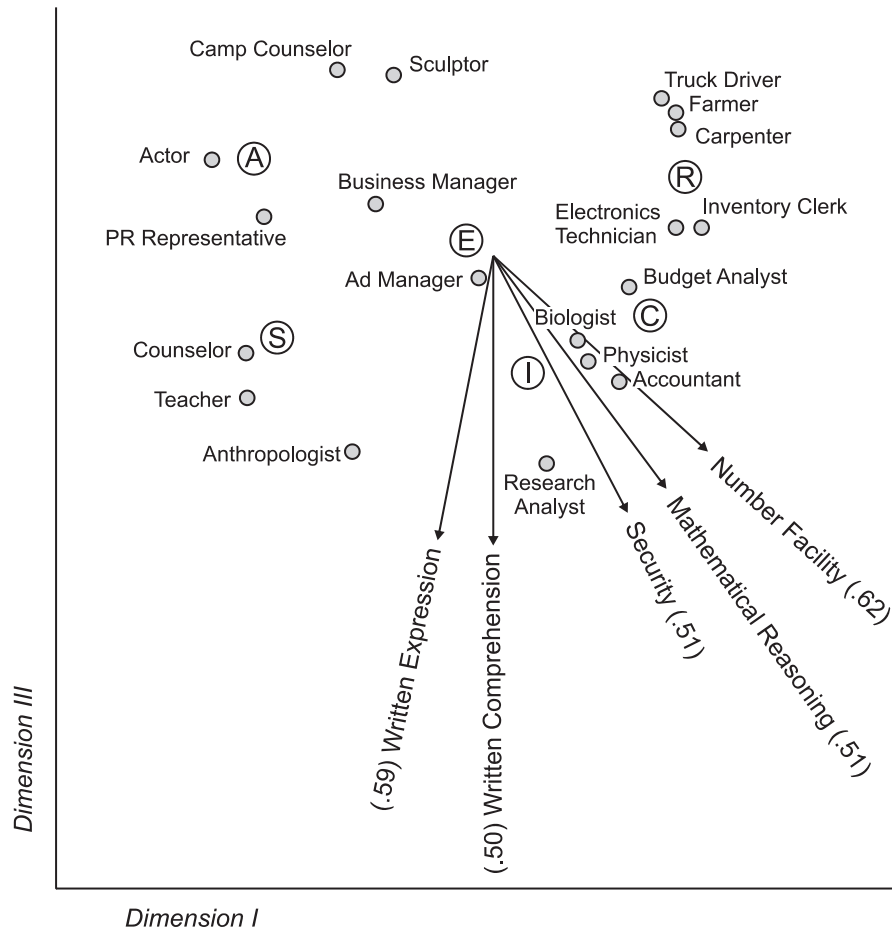 Camp Counselor
Sculptor
Truck Driver
Farmer
Carpenter
Actor
A
R
Business Manager
PR Representative
Electronics
Technician
Inventory Clerk
E
Ad Manager
Budget Analyst
C
Biologist
S
Counselor
Physicist
I
Accountant
Teacher
Anthropologist
Research
Analyst
Number Facility (.62)
Mathematical Reasoning (.51)
Security (.51)
(.50) Written Comprehension
(.59) Written Expression
Dimension III
Dimension I